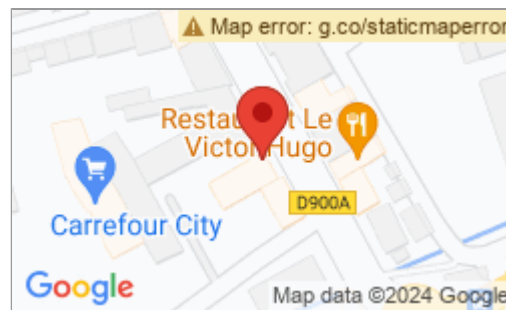 Map error: g.co/staticmaperror
Restaurant Le
Victor Hugo
D900A
Carrefour City
Google
Map data ©2024 Google